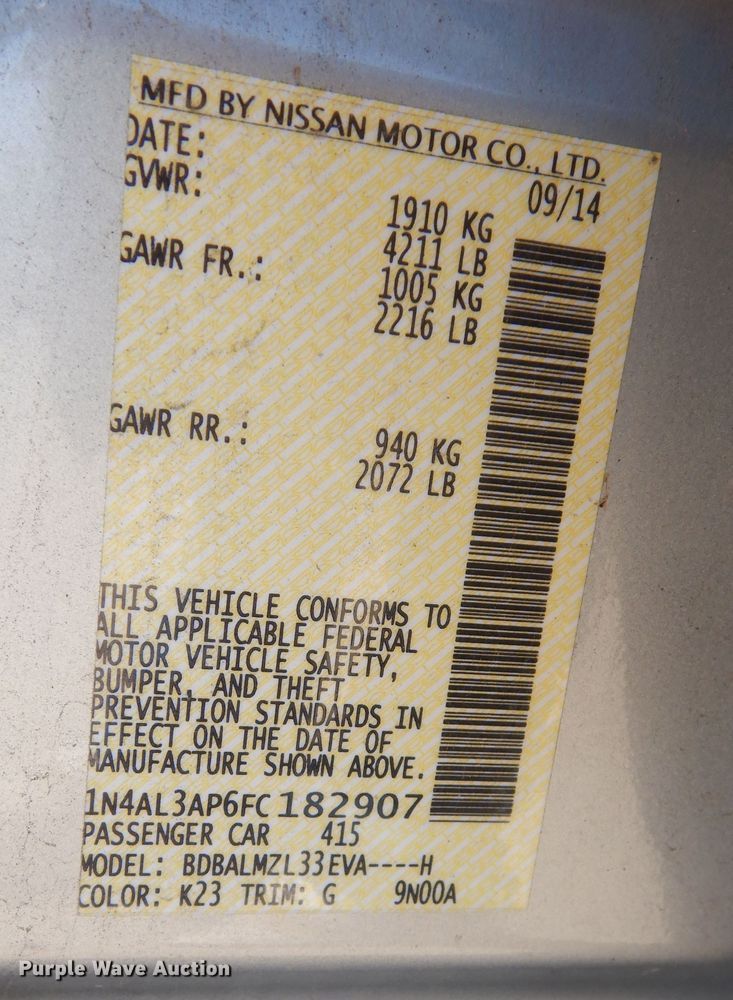 MFD BY NISSAN MOTOR CO., LTD.
DATE: 09/14
GVWR: 1910 KG
4211 LB
GAWR FR.: 1005 KG
2216 LB
GAWR RR.: 940 KG
2072 LB
THIS VEHICLE CONFORMS TO
ALL APPLICABLE FEDERAL
MOTOR VEHICLE SAFETY,
BUMPER, AND THEFT
PREVENTION STANDARDS IN
EFFECT ON THE DATE OF
MANUFACTURE SHOWN ABOVE.
1N4AL3AP6FC182907
PASSENGER CAR 415
MODEL: BDBALMZL33EVA----H
COLOR: K23 TRIM: G 9N00A
Purple Wave Auction